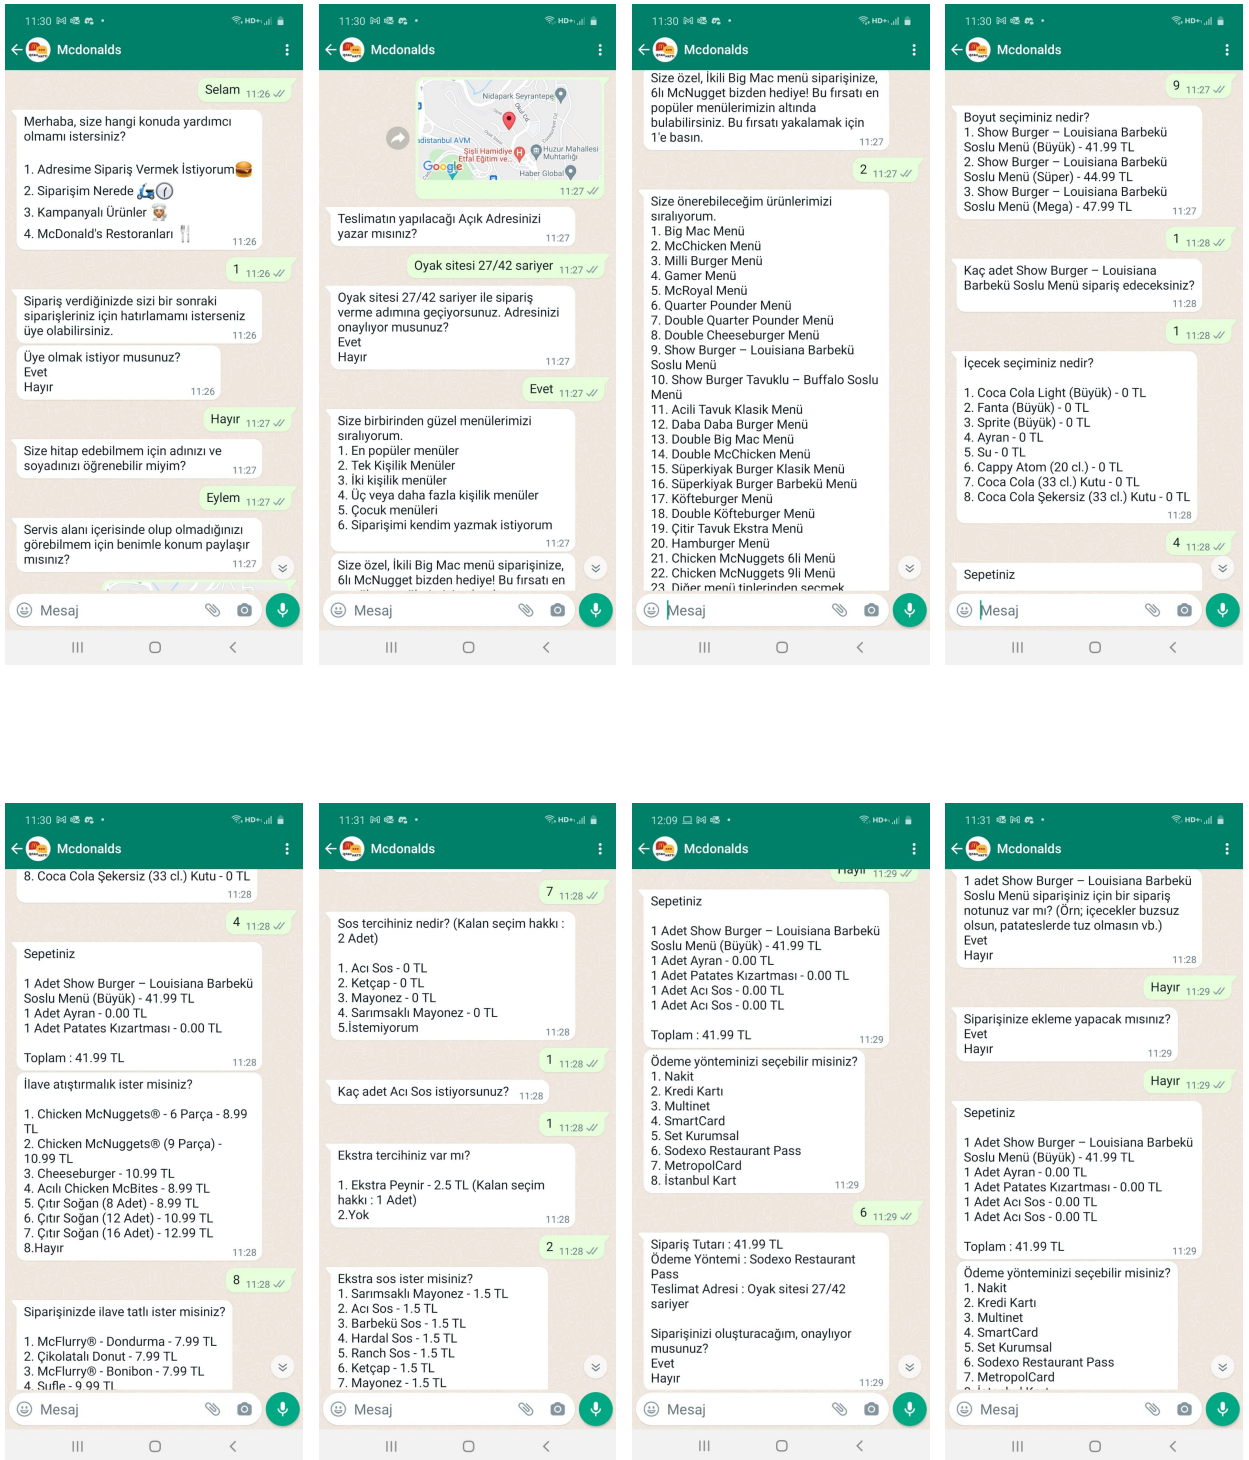 11:30
HD+
Mcdonalds
Selam 11:26
Merhaba, size hangi konuda yardımcı
olmamı istersiniz?
1. Adresime Sipariş Vermek İstiyorum🍔
2. Siparişim Nerede 🛵🕐
3. Kampanyalı Ürünler
4. McDonald's Restoranları 🍴
11:26
1 11:26
Sipariş verdiğinizde sizi bir sonraki
siparişleriniz için hatırlamamı isterseniz
üye olabilirsiniz.
11:26
Üye olmak istiyor musunuz?
Evet
Hayır
11:26
Hayır 11:27
Size hitap edebilmem için adınızı ve
soyadınızı öğrenebilir miyim?
11:27
Eylem 11:27
Servis alanı içerisinde olup olmadığınızı
görebilmem için benimle konum paylaşır
mısınız?
11:27
Mesaj
11:30
HD+
Mcdonalds
Nidapark Seyrantepe
Okul Cd.
adistanbul AVM
Şişli Hamidiye
Etfal Eğitim ve...
Huzur Mahallesi
Muhtarlığı
Google
Haber Global
11:27
Teslimatın yapılacağı Açık Adresinizi
yazar mısınız?
11:27
Oyak sitesi 27/42 sariyer 11:27
Oyak sitesi 27/42 sariyer ile sipariş
verme adımına geçiyorsunuz. Adresinizi
onaylıyor musunuz?
Evet
Hayır
11:27
Evet 11:27
Size birbirinden güzel menülerimizi
sıralıyorum.
1. En popüler menüler
2. Tek Kişilik Menüler
3. İki kişilik menüler
4. Üç veya daha fazla kişilik menüler
5. Çocuk menüleri
6. Siparişimi kendim yazmak istiyorum
11:27
Size özel, İkili Big Mac menü siparişinize,
6lı McNugget bizden hediye! Bu fırsatı en
Mesaj
11:30
HD+
Mcdonalds
Size özel, İkili Big Mac menü siparişinize,
6lı McNugget bizden hediye! Bu fırsatı en
popüler menülerimizin altında
bulabilirsiniz. Bu fırsatı yakalamak için
1'e basın.
11:27
2 11:27
Size önerebileceğim ürünlerimizi
sıralıyorum.
1. Big Mac Menü
2. McChicken Menü
3. Milli Burger Menü
4. Gamer Menü
5. McRoyal Menü
6. Quarter Pounder Menü
7. Double Quarter Pounder Menü
8. Double Cheeseburger Menü
9. Show Burger – Louisiana Barbekü
Soslu Menü
10. Show Burger Tavuklu – Buffalo Soslu
Menü
11. Acili Tavuk Klasik Menü
12. Daba Daba Burger Menü
13. Double Big Mac Menü
14. Double McChicken Menü
15. Süperkiyak Burger Klasik Menü
16. Süperkiyak Burger Barbekü Menü
17. Köfteburger Menü
18. Double Köfteburger Menü
19. Çitir Tavuk Ekstra Menü
20. Hamburger Menü
21. Chicken McNuggets 6li Menü
22. Chicken McNuggets 9li Menü
23. Diğer menü tiplerinden seçmek
Mesaj
11:30
HD+
Mcdonalds
9 11:27
Boyut seçiminiz nedir?
1. Show Burger – Louisiana Barbekü
Soslu Menü (Büyük) - 41.99 TL
2. Show Burger – Louisiana Barbekü
Soslu Menü (Süper) - 44.99 TL
3. Show Burger – Louisiana Barbekü
Soslu Menü (Mega) - 47.99 TL
11:27
1 11:28
Kaç adet Show Burger – Louisiana
Barbekü Soslu Menü sipariş edeceksiniz?
11:28
1 11:28
İçecek seçiminiz nedir?
1. Coca Cola Light (Büyük) - 0 TL
2. Fanta (Büyük) - 0 TL
3. Sprite (Büyük) - 0 TL
4. Ayran - 0 TL
5. Su - 0 TL
6. Cappy Atom (20 cl.) - 0 TL
7. Coca Cola (33 cl.) Kutu - 0 TL
8. Coca Cola Şekersiz (33 cl.) Kutu - 0 TL
11:28
4 11:28
Sepetiniz
Mesaj
11:30
HD+
Mcdonalds
8. Coca Cola Şekersiz (33 cl.) Kutu - 0 TL
11:28
4 11:28
Sepetiniz
1 Adet Show Burger – Louisiana Barbekü
Soslu Menü (Büyük) - 41.99 TL
1 Adet Ayran - 0.00 TL
1 Adet Patates Kızartması - 0.00 TL
Toplam : 41.99 TL
11:28
İlave atıştırmalık ister misiniz?
1. Chicken McNuggets® - 6 Parça - 8.99
TL
2. Chicken McNuggets® (9 Parça) -
10.99 TL
3. Cheeseburger - 10.99 TL
4. Acılı Chicken McBites - 8.99 TL
5. Çıtır Soğan (8 Adet) - 8.99 TL
6. Çıtır Soğan (12 Adet) - 10.99 TL
7. Çıtır Soğan (16 Adet) - 12.99 TL
8.Hayır
11:28
8 11:28
Siparişinizde ilave tatlı ister misiniz?
1. McFlurry® - Dondurma - 7.99 TL
2. Çikolatalı Donut - 7.99 TL
3. McFlurry® - Bonibon - 7.99 TL
4. Sufle - 9.99 TL
Mesaj
11:31
HD+
Mcdonalds
7 11:28
Sos tercihiniz nedir? (Kalan seçim hakkı :
2 Adet)
1. Acı Sos - 0 TL
2. Ketçap - 0 TL
3. Mayonez - 0 TL
4. Sarımsaklı Mayonez - 0 TL
5.İstemiyorum
11:28
1 11:28
Kaç adet Acı Sos istiyorsunuz? 11:28
1 11:28
Ekstra tercihiniz var mı?
1. Ekstra Peynir - 2.5 TL (Kalan seçim
hakkı : 1 Adet)
2.Yok
11:28
2 11:28
Ekstra sos ister misiniz?
1. Sarımsaklı Mayonez - 1.5 TL
2. Acı Sos - 1.5 TL
3. Barbekü Sos - 1.5 TL
4. Hardal Sos - 1.5 TL
5. Ranch Sos - 1.5 TL
6. Ketçap - 1.5 TL
7. Mayonez - 1.5 TL
Mesaj
12:09
HD+
Mcdonalds
Hayır 11:29
Sepetiniz
1 Adet Show Burger – Louisiana Barbekü
Soslu Menü (Büyük) - 41.99 TL
1 Adet Ayran - 0.00 TL
1 Adet Patates Kızartması - 0.00 TL
1 Adet Acı Sos - 0.00 TL
1 Adet Acı Sos - 0.00 TL
Toplam : 41.99 TL
11:29
Ödeme yönteminizi seçebilir misiniz?
1. Nakit
2. Kredi Kartı
3. Multinet
4. SmartCard
5. Set Kurumsal
6. Sodexo Restaurant Pass
7. MetropolCard
8. İstanbul Kart
11:29
6 11:29
Sipariş Tutarı : 41.99 TL
Ödeme Yöntemi : Sodexo Restaurant
Pass
Teslimat Adresi : Oyak sitesi 27/42
sariyer
Siparişinizi oluşturacağım, onaylıyor
musunuz?
Evet
Hayır
11:29
Mesaj
11:31
HD+
Mcdonalds
1 adet Show Burger – Louisiana Barbekü
Soslu Menü siparişiniz için bir sipariş
notunuz var mı? (Örn; içecekler buzsuz
olsun, patateslerde tuz olmasın vb.)
Evet
Hayır
11:28
Hayır 11:29
Siparişinize ekleme yapacak mısınız?
Evet
Hayır
11:29
Hayır 11:29
Sepetiniz
1 Adet Show Burger – Louisiana Barbekü
Soslu Menü (Büyük) - 41.99 TL
1 Adet Ayran - 0.00 TL
1 Adet Patates Kızartması - 0.00 TL
1 Adet Acı Sos - 0.00 TL
1 Adet Acı Sos - 0.00 TL
Toplam : 41.99 TL
11:29
Ödeme yönteminizi seçebilir misiniz?
1. Nakit
2. Kredi Kartı
3. Multinet
4. SmartCard
5. Set Kurumsal
6. Sodexo Restaurant Pass
7. MetropolCard
Mesaj